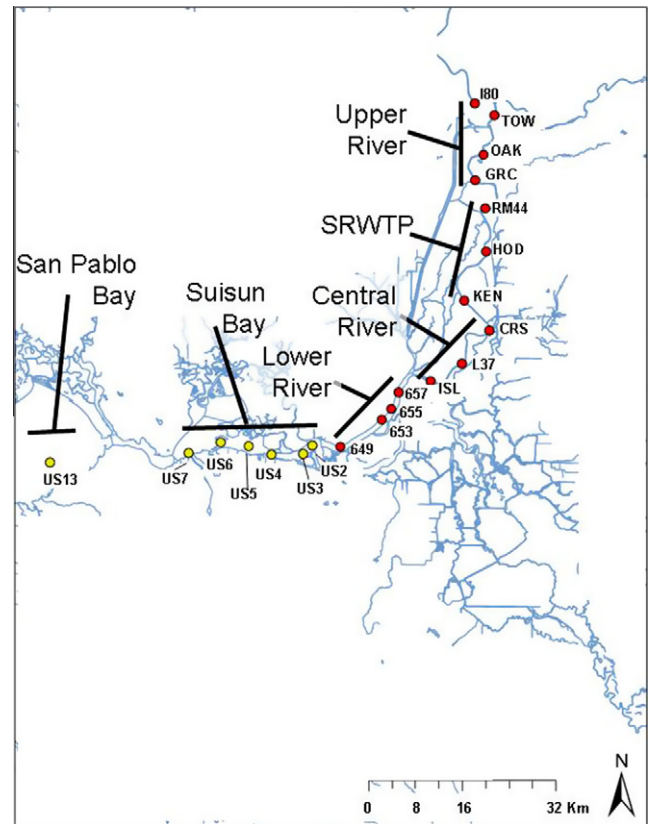 I80
TOW
Upper
River
OAK
GRC
RM44
SRWTP
HOD
San Pablo
Bay
Suisun
Bay
Central
River
KEN
CRS
Lower
River
L37
ISL
657
655
653
649
US7
US6
US5
US4
US3
US2
US13
N
0 8 16 32 Km